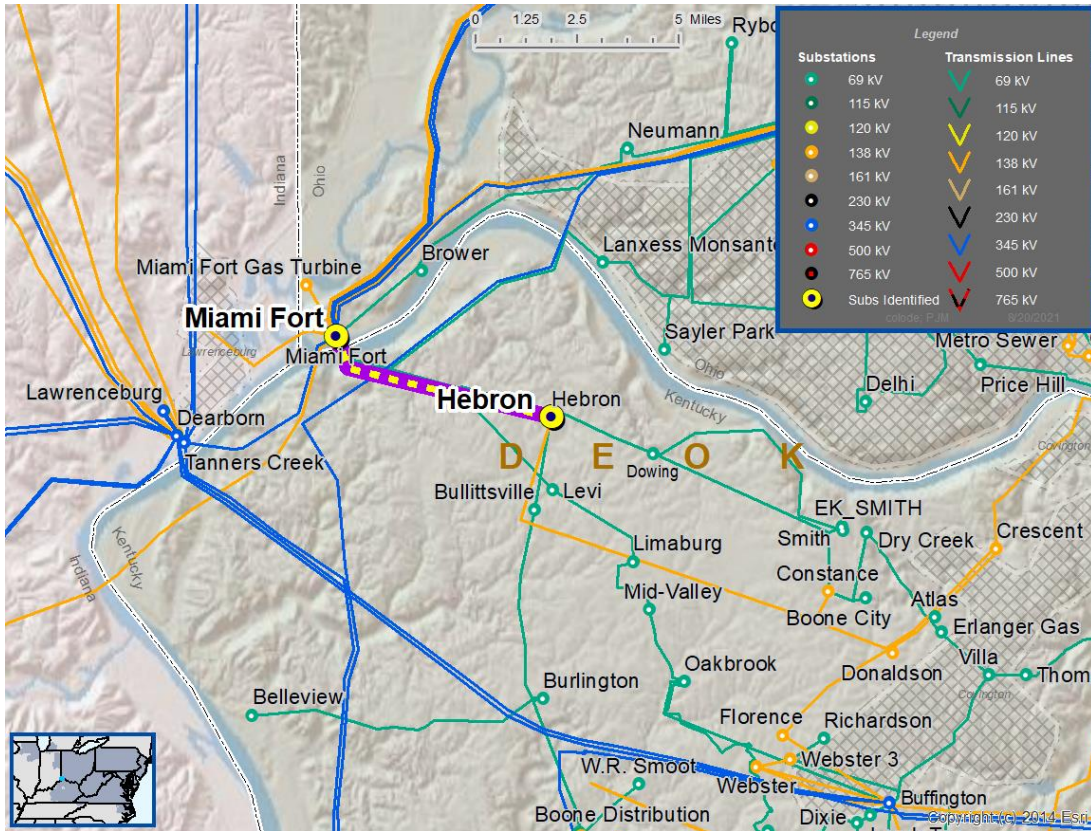 0 1.25 2.5 5 Miles
Legend
Substations
69 kV
115 kV
120 kV
138 kV
161 kV
230 kV
345 kV
500 kV
765 kV
Subs Identified
Transmission Lines
69 kV
115 kV
120 kV
138 kV
161 kV
230 kV
345 kV
500 kV
765 kV
9/20/2021
Neumann
Indiana
Ohio
Brower
Lanxess Monsant
Miami Fort Gas Turbine
Miami Fort
Lawrenceburg
Miami Fort
Sayler Park
Metro Sewer
Ohio
Kentucky
Delhi
Price Hill
Lawrenceburg
Hebron
Hebron
Dearborn
Covington
Tanners Creek
D E O K
Dowing
Bullittsville
Levi
EK_SMITH
Smith
Dry Creek
Crescent
Kentucky
Indiana
Limaburg
Constance
Mid-Valley
Boone City
Atlas
Erlanger Gas
Donaldson
Villa
Thom
Oakbrook
Belleview
Burlington
Covington
Florence
Richardson
W.R. Smoot
Webster 3
Webster
Buffington
Boone Distribution
Dixie
Copyright (c) 2014 Esri